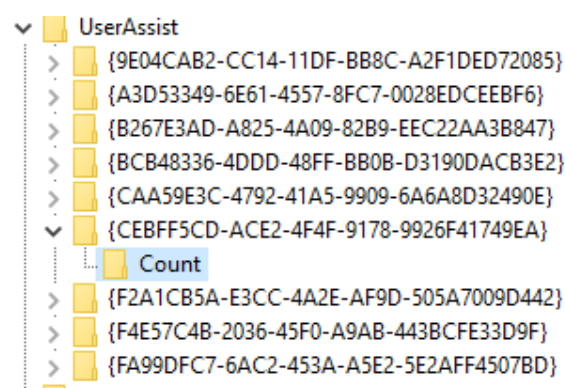 UserAssist
{9E04CAB2-CC14-11DF-BB8C-A2F1DED72085}
{A3D53349-6E61-4557-8FC7-0028EDCEEBF6}
{B267E3AD-A825-4A09-82B9-EEC22AA3B847}
{BCB48336-4DDD-48FF-BB0B-D3190DACB3E2}
{CAA59E3C-4792-41A5-9909-6A6A8D32490E}
{CEBFF5CD-ACE2-4F4F-9178-9926F41749EA}
Count
{F2A1CB5A-E3CC-4A2E-AF9D-505A7009D442}
{F4E57C4B-2036-45F0-A9AB-443BCFE33D9F}
{FA99DFC7-6AC2-453A-A5E2-5E2AFF4507BD}